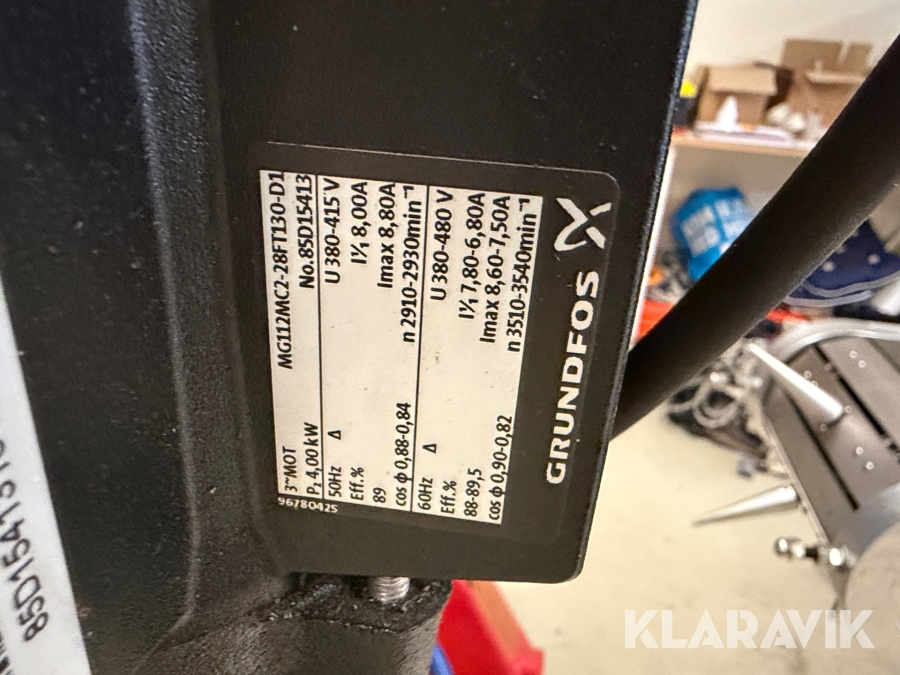 3~MOT MG112MC2-28FT130-D1
P₂ 4,00 kW No.85D15413
50Hz Δ U 380-415 V
Eff.% I¹⁄₁ 8,00A
89 Imax 8,80A
cos φ 0,88-0,84 n 2910-2930min⁻¹
60Hz Δ U 380-480 V
Eff.% I¹⁄₁ 7,80-6,80A
88-89,5 Imax 8,60-7,50A
cos φ 0,90-0,82 n 3510-3540min⁻¹
96780425
GRUNDFOS
KLARAVIK